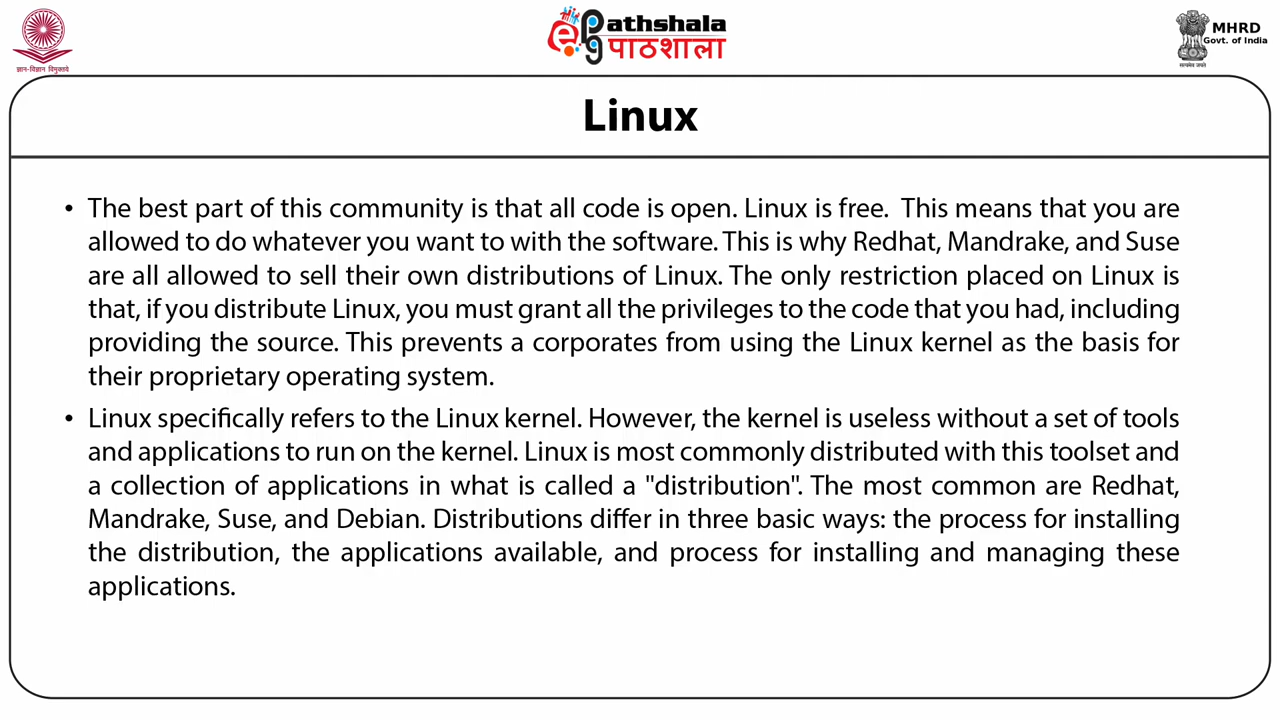 ज्ञान-विज्ञान विमुक्तये
ePgathshala
पाठशाला
MHRD
Govt. of India
सत्यमेव जयते
Linux
• The best part of this community is that all code is open. Linux is free. This means that you are
allowed to do whatever you want to with the software. This is why Redhat, Mandrake, and Suse
are all allowed to sell their own distributions of Linux. The only restriction placed on Linux is
that, if you distribute Linux, you must grant all the privileges to the code that you had, including
providing the source. This prevents a corporates from using the Linux kernel as the basis for
their proprietary operating system.
• Linux specifically refers to the Linux kernel. However, the kernel is useless without a set of tools
and applications to run on the kernel. Linux is most commonly distributed with this toolset and
a collection of applications in what is called a "distribution". The most common are Redhat,
Mandrake, Suse, and Debian. Distributions differ in three basic ways: the process for installing
the distribution, the applications available, and process for installing and managing these
applications.